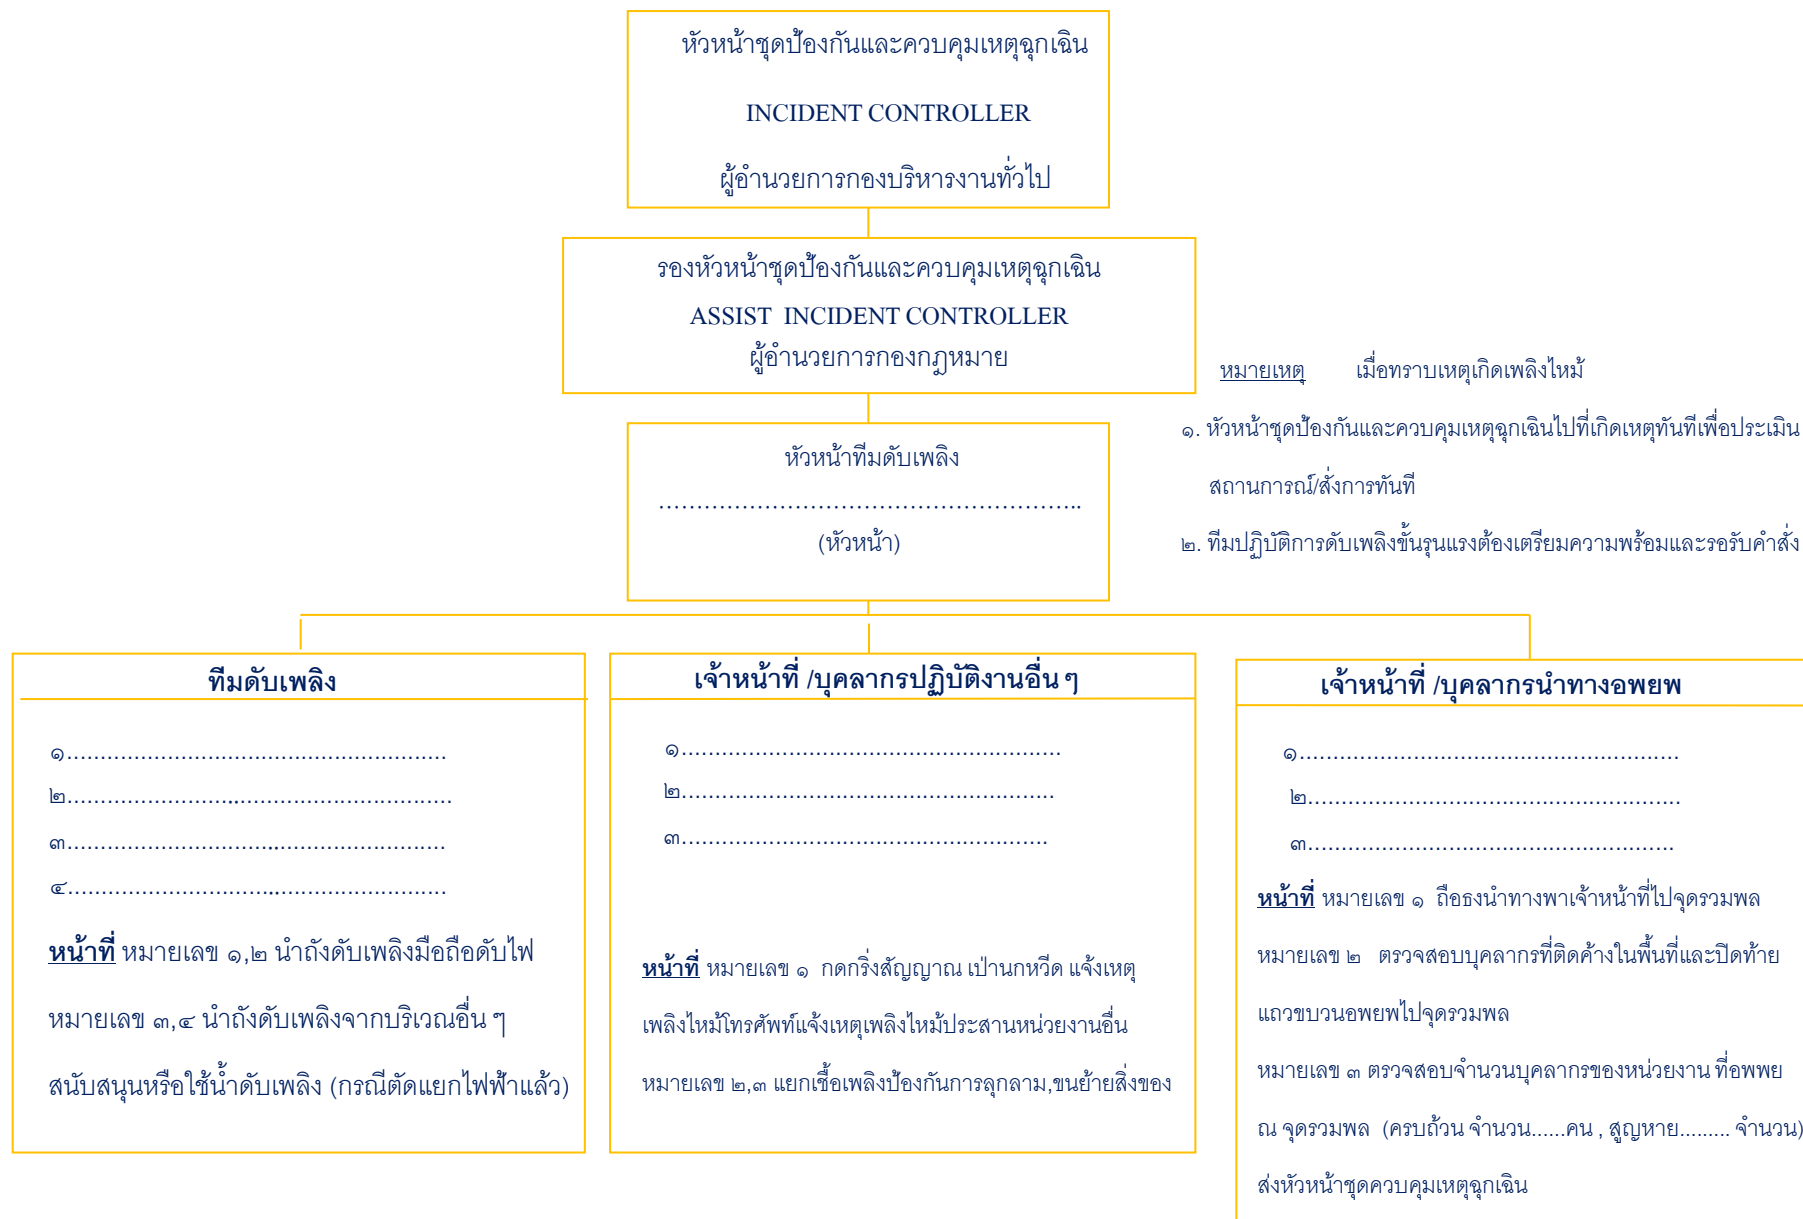 หัวหน้าชุดป้องกันและควบคุมเหตุฉุกเฉิน
INCIDENT CONTROLLER
ผู้อำนวยการกองบริหารงานทั่วไป
รองหัวหน้าชุดป้องกันและควบคุมเหตุฉุกเฉิน
ASSIST INCIDENT CONTROLLER
ผู้อำนวยการกองกฎหมาย
หมายเหตุ เมื่อทราบเหตุเกิดเพลิงไหม้
๑. หัวหน้าชุดป้องกันและควบคุมเหตุฉุกเฉินไปที่เกิดเหตุทันทีเพื่อประเมิน
สถานการณ์/สั่งการทันที
๒. ทีมปฏิบัติการดับเพลิงขั้นรุนแรงต้องเตรียมความพร้อมและรอรับคำสั่ง
หัวหน้าทีมดับเพลิง
………………………………………………..
(หัวหน้า)
ทีมดับเพลิง
๑.........................................................
๒.........................................................
๓.........................................................
๔.........................................................
หน้าที่ หมายเลข ๑,๒ นำถังดับเพลิงมือถือดับไฟ
หมายเลข ๓,๔ นำถังดับเพลิงจากบริเวณอื่น ๆ
สนับสนุนหรือใช้น้ำดับเพลิง (กรณีตัดแยกไฟฟ้าแล้ว)
เจ้าหน้าที่ /บุคลากรปฏิบัติงานอื่น ๆ
๑.........................................................
๒........................................................
๓.......................................................
หน้าที่ หมายเลข ๑ กดกริ่งสัญญาณ เป่านกหวีด แจ้งเหตุ
เพลิงไหม้โทรศัพท์แจ้งเหตุเพลิงไหม้ประสานหน่วยงานอื่น
หมายเลข ๒,๓ แยกเชื้อเพลิงป้องกันการลุกลาม,ขนย้ายสิ่งของ
เจ้าหน้าที่ /บุคลากรนำทางอพยพ
๑.........................................................
๒........................................................
๓.......................................................
หน้าที่ หมายเลข ๑ ถือธงนำทางพาเจ้าหน้าที่ไปจุดรวมพล
หมายเลข ๒ ตรวจสอบบุคลากรที่ติดค้างในพื้นที่และปิดท้าย
แถวขบวนอพยพไปจุดรวมพล
หมายเลข ๓ ตรวจสอบจำนวนบุคลากรของหน่วยงาน ที่อพพย
ณ จุดรวมพล (ครบถ้วน จำนวน......คน , สูญหาย......... จำนวน)
ส่งหัวหน้าชุดควบคุมเหตุฉุกเฉิน